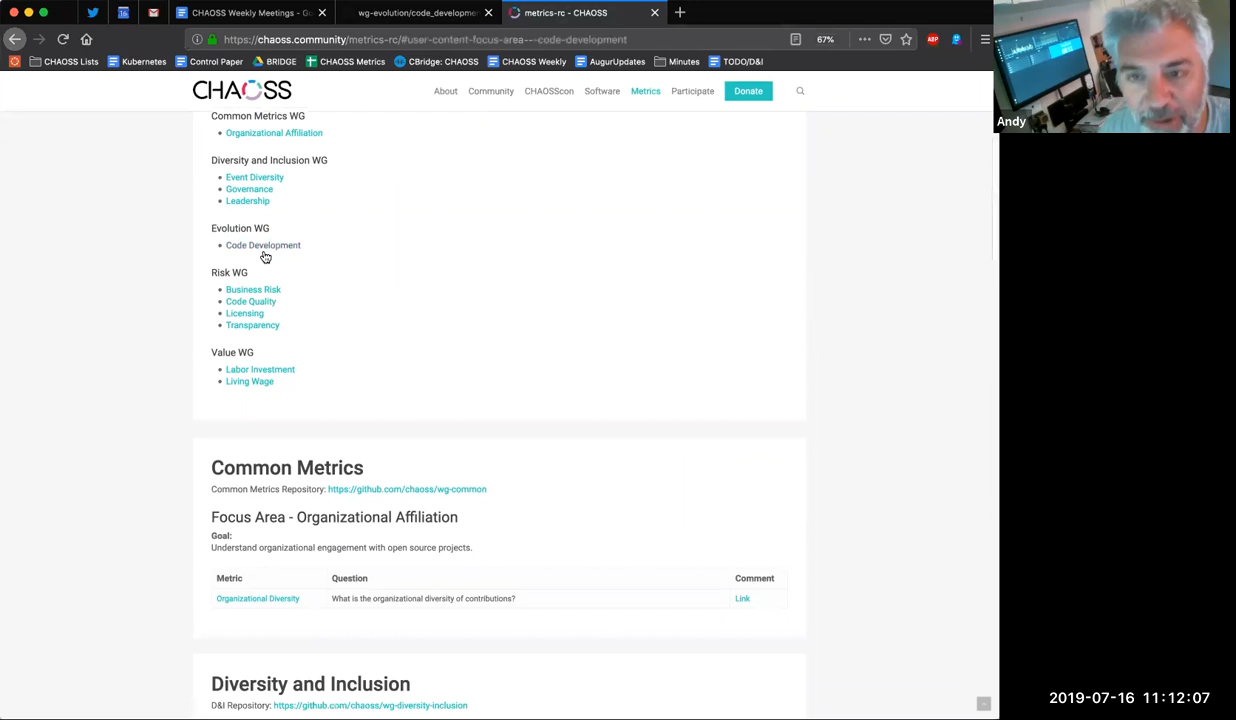 CHAOSS Weekly Meetings - Go
wg-evolution/code_developmen
metrics-rc - CHAOSS
16
https://chaoss.community/metrics-rc/#user-content-focus-area---code-development
67%
ABP
CHAOSS Lists
Kubernetes
Control Paper
BRIDGE
CHAOSS Metrics
CBridge: CHAOSS
CHAOSS Weekly
AugurUpdates
Minutes
TODO/D&I
CHAOSS
About
Community
CHAOSScon
Software
Metrics
Participate
Donate
Andy
Common Metrics WG
Organizational Affiliation
Diversity and Inclusion WG
Event Diversity
Governance
Leadership
Evolution WG
Code Development
Risk WG
Business Risk
Code Quality
Licensing
Transparency
Value WG
Labor Investment
Living Wage
Common Metrics
Common Metrics Repository: https://github.com/chaoss/wg-common
Focus Area - Organizational Affiliation
Goal:
Understand organizational engagement with open source projects.
Metric Question Comment
Organizational Diversity What is the organizational diversity of contributions? Link
Diversity and Inclusion
D&I Repository: https://github.com/chaoss/wg-diversity-inclusion
2019-07-16 11:12:07